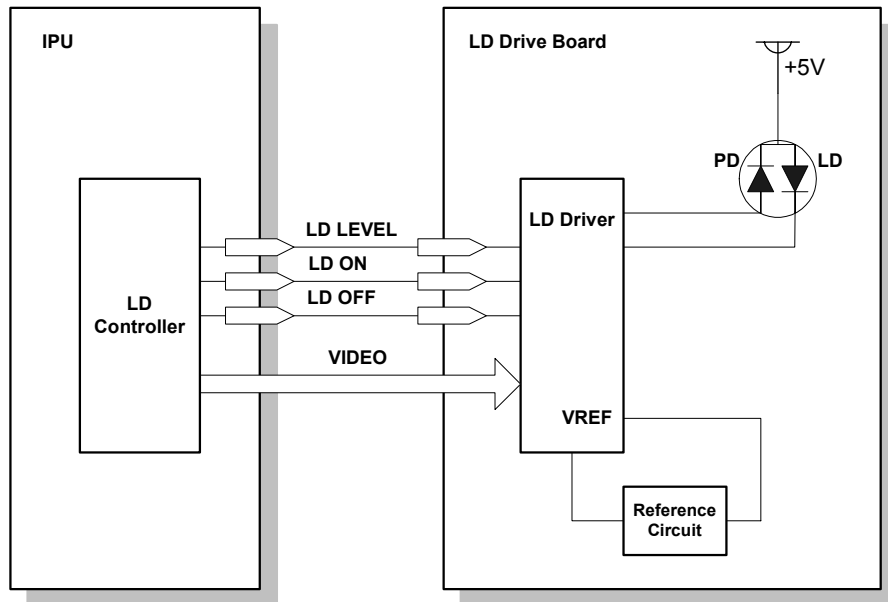 IPU
LD Drive Board
+5V
PD
LD
LD Driver
LD LEVEL
LD ON
LD OFF
LD
Controller
VIDEO
VREF
Reference
Circuit